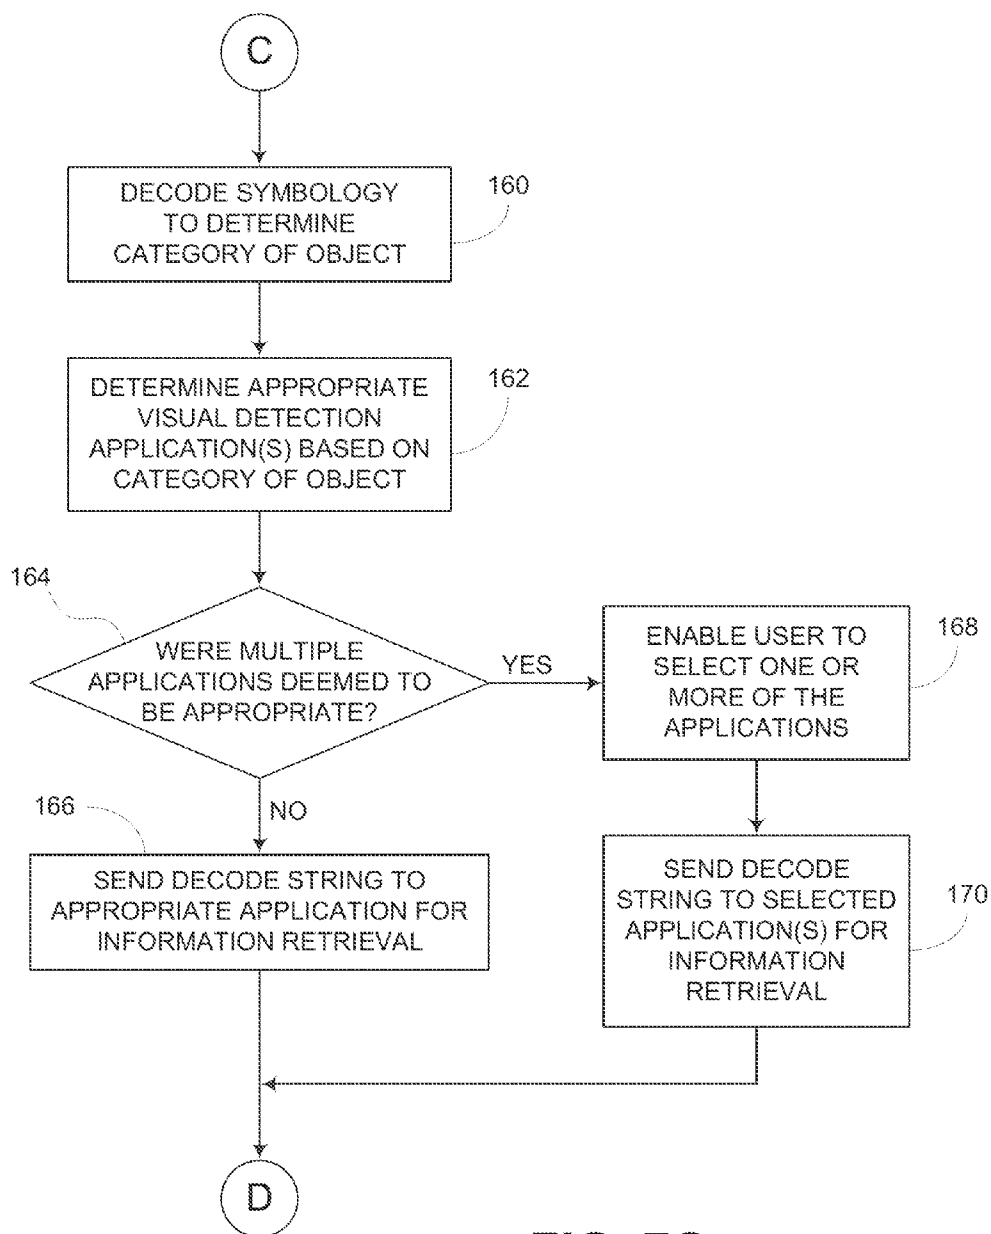 C
DECODE SYMBOLOGY
TO DETERMINE
CATEGORY OF OBJECT
160
DETERMINE APPROPRIATE
VISUAL DETECTION
APPLICATION(S) BASED ON
CATEGORY OF OBJECT
162
164
WERE MULTIPLE
APPLICATIONS DEEMED TO
BE APPROPRIATE?
YES
ENABLE USER TO
SELECT ONE OR
MORE OF THE
APPLICATIONS
168
NO
166
SEND DECODE STRING TO
APPROPRIATE APPLICATION FOR
INFORMATION RETRIEVAL
SEND DECODE
STRING TO SELECTED
APPLICATION(S) FOR
INFORMATION
RETRIEVAL
170
D